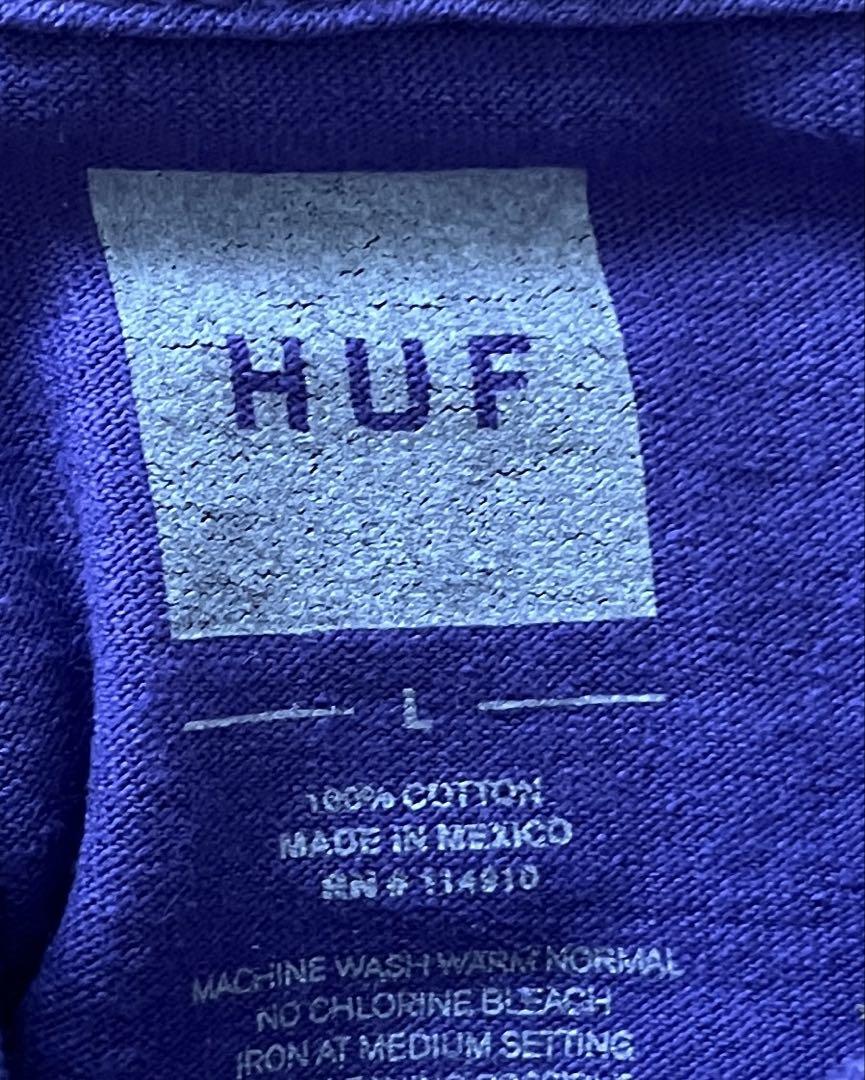 HUF
L
100% COTTON
MADE IN MEXICO
RN # 114910
MACHINE WASH WARM NORMAL
NO CHLORINE BLEACH
IRON AT MEDIUM SETTING